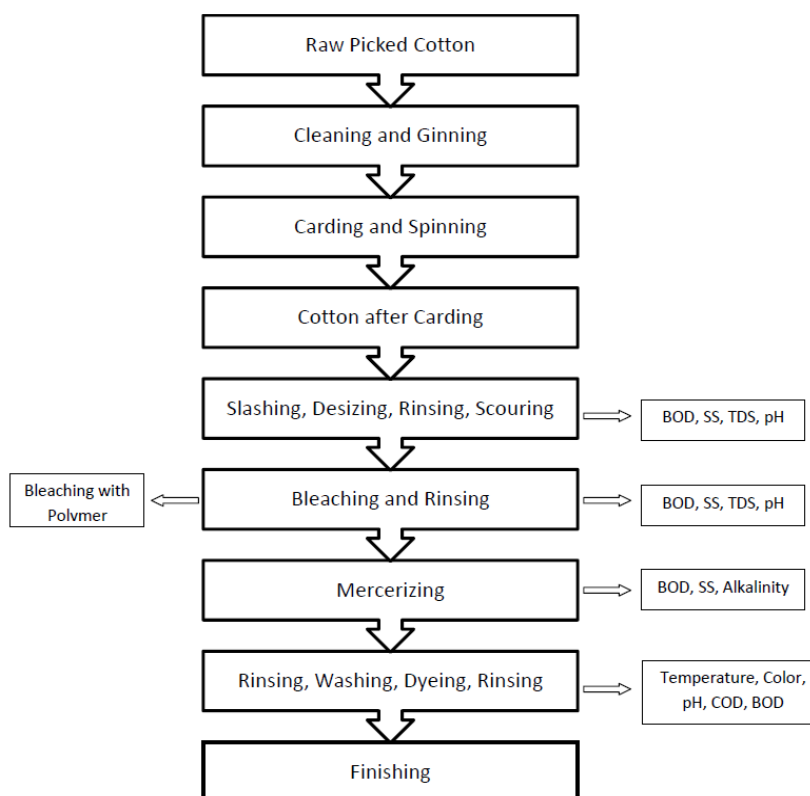 Raw Picked Cotton
Cleaning and Ginning
Carding and Spinning
Cotton after Carding
Slashing, Desizing, Rinsing, Scouring
BOD, SS, TDS, pH
Bleaching with
Polvmer
Bleaching and Rinsing
BOD, SS, TDS, pH
Mercerizing
BOD, SS, Alkalinity
Rinsing, Washing, Dyeing, Rinsing
Temperature, Color,
pH, COD, BOD
Finishing